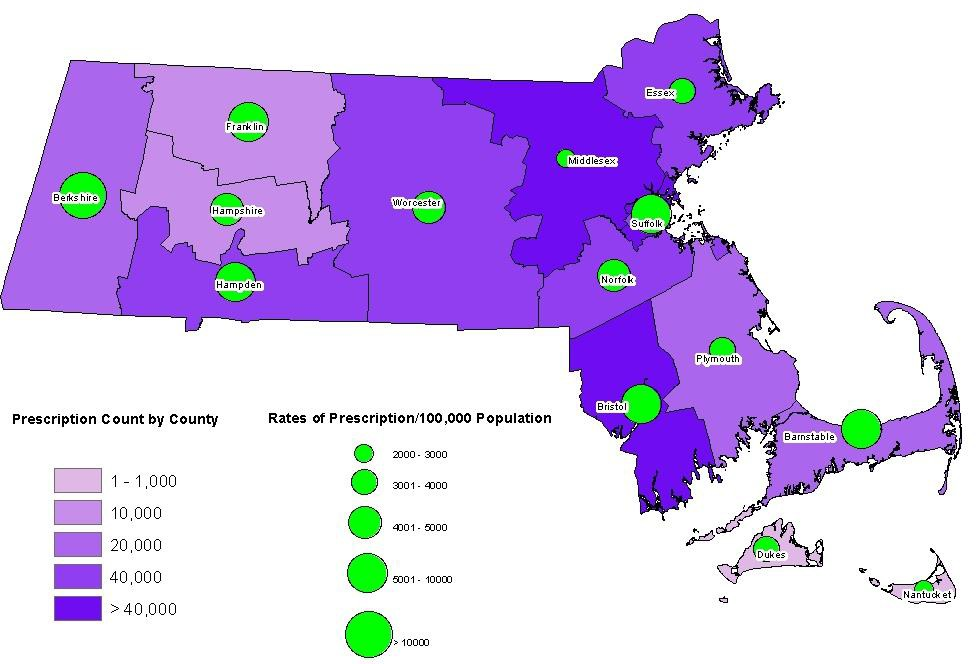 Essex
Franklin
Middlesex
Berkshire
Worcester
Hampshire
Suffolk
Norfolk
Hampden
Plymouth
Bristol
Barnstable
Dukes
Nantucket
Prescription Count by County
1 - 1,000
10,000
20,000
40,000
> 40,000
Rates of Prescription/100,000 Population
2000 - 3000
3001 - 4000
4001 - 5000
5001 - 10000
> 10000